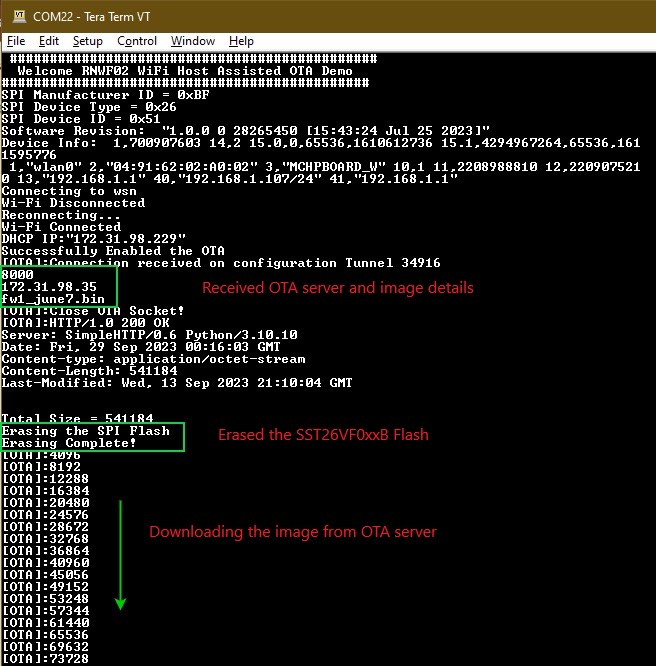 COM22 - Tera Term VT
File Edit Setup Control Window Help
##############################################
Welcome RNWF02 WiFi Host Assisted OTA Demo
##############################################
SPI Manufacturer ID = 0xBF
SPI Device Type = 0x26
SPI Device ID = 0x51
Software Revision:  "1.0.0 0 28265450 [15:43:24 Jul 25 2023]"
Device Info:  1,700907603 14,2 15.0,0,65536,1610612736 15.1,4294967264,65536,161
1595776
1,"wlan0" 2,"04:91:62:02:A0:02" 3,"MCHPBOARD_W" 10,1 11,2208988810 12,220907521
0 13,"192.168.1.1" 40,"192.168.1.107/24" 41,"192.168.1.1"
Connecting to wsn
Wi-Fi Disconnected
Reconnecting...
Wi-Fi Connected
DHCP IP:"172.31.98.229"
Successfully Enabled the OTA
[OTA]:Connection received on configuration Tunnel 34916
8000
172.31.98.35 Received OTA server and image details
fw1_june7.bin
[OTA]:Close OTA Socket!
[OTA]:HTTP/1.0 200 OK
Server: SimpleHTTP/0.6 Python/3.10.10
Date: Fri, 29 Sep 2023 00:16:03 GMT
Content-type: application/octet-stream
Content-Length: 541184
Last-Modified: Wed, 13 Sep 2023 21:10:04 GMT
Total Size = 541184
Erasing the SPI Flash Erased the SST26VF0xxB Flash
Erasing Complete!
[OTA]:4096
[OTA]:8192
[OTA]:12288
[OTA]:16384
[OTA]:20480
[OTA]:24576
[OTA]:28672 Downloading the image from OTA server
[OTA]:32768
[OTA]:36864
[OTA]:40960
[OTA]:45056
[OTA]:49152
[OTA]:53248
[OTA]:57344
[OTA]:61440
[OTA]:65536
[OTA]:69632
[OTA]:73728